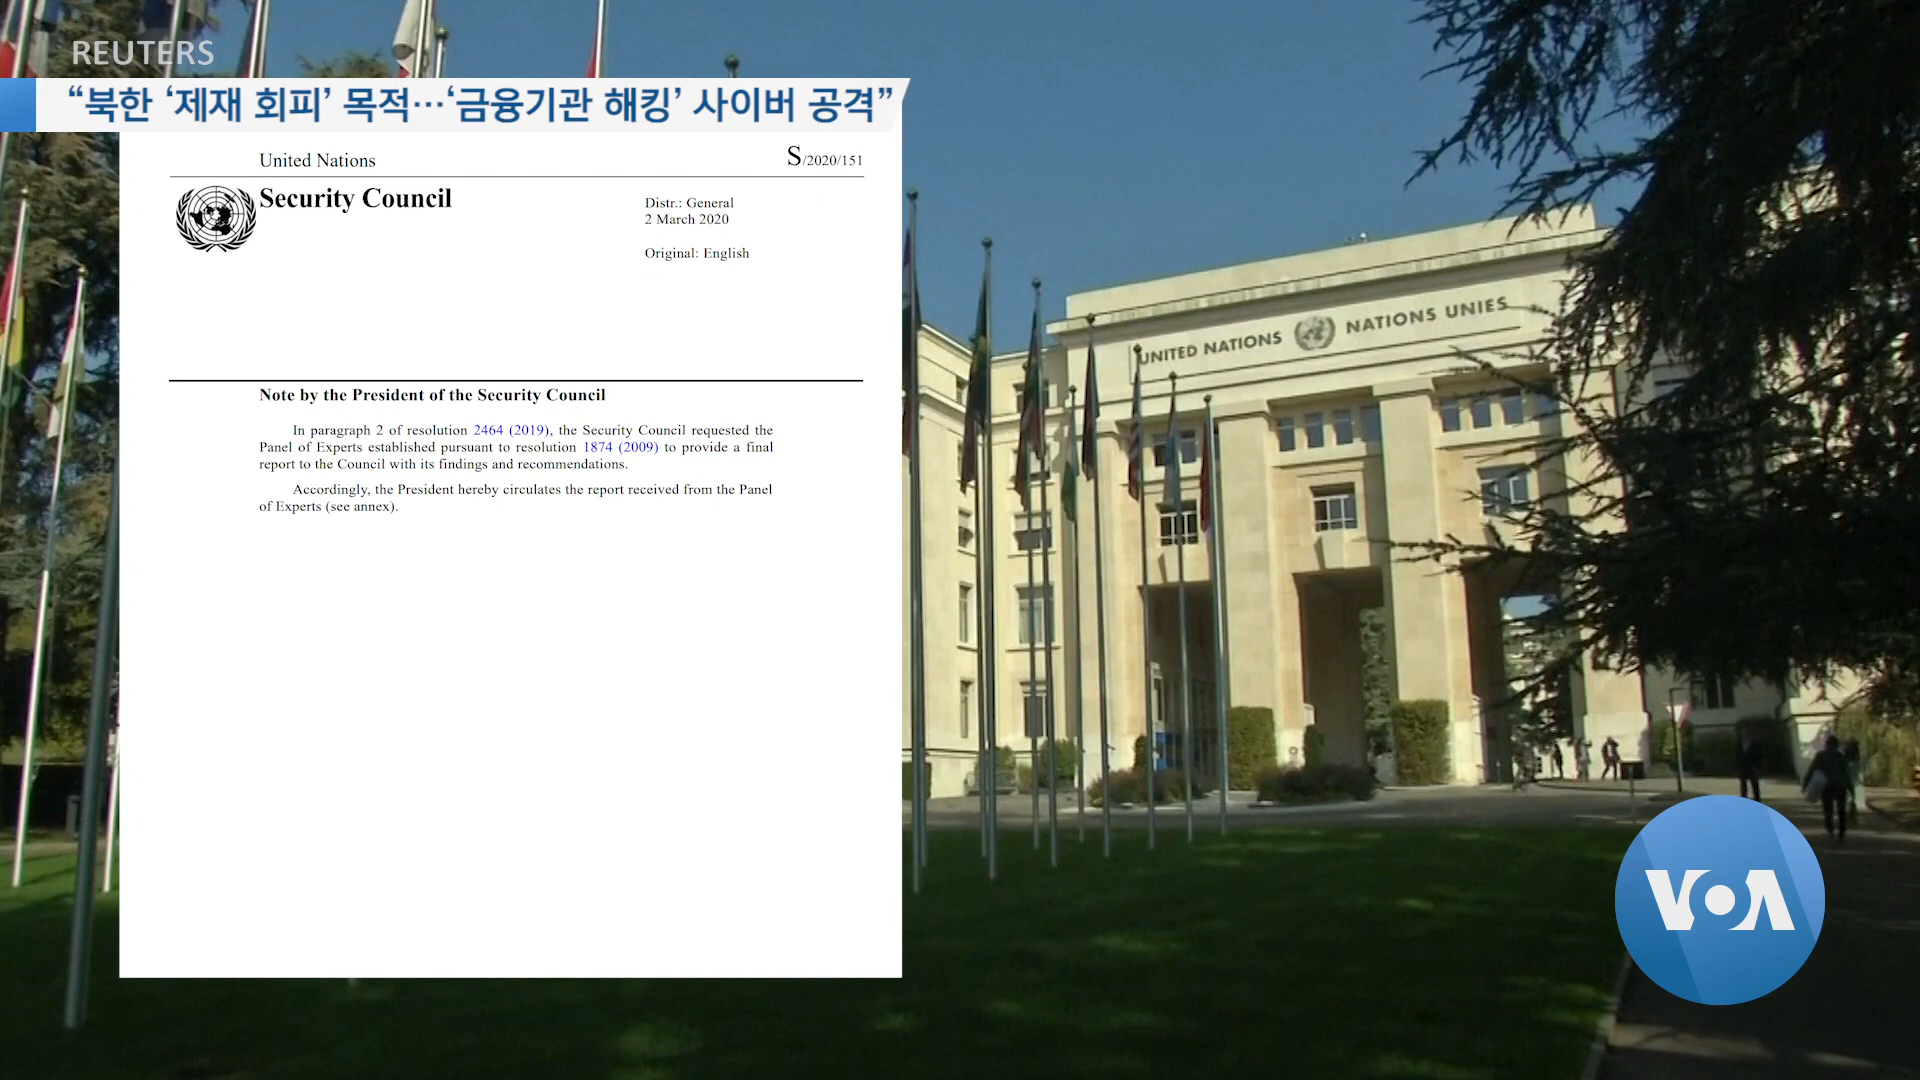 REUTERS
“북한 ‘제재 회피’ 목적…‘금융기관 해킹’ 사이버 공격”
United Nations
S/2020/151
Security Council
Distr.: General
2 March 2020
Original: English
Note by the President of the Security Council
In paragraph 2 of resolution 2464 (2019), the Security Council requested the
Panel of Experts established pursuant to resolution 1874 (2009) to provide a final
report to the Council with its findings and recommendations.
Accordingly, the President hereby circulates the report received from the Panel
of Experts (see annex).
UNITED NATIONS NATIONS UNIES
VOA